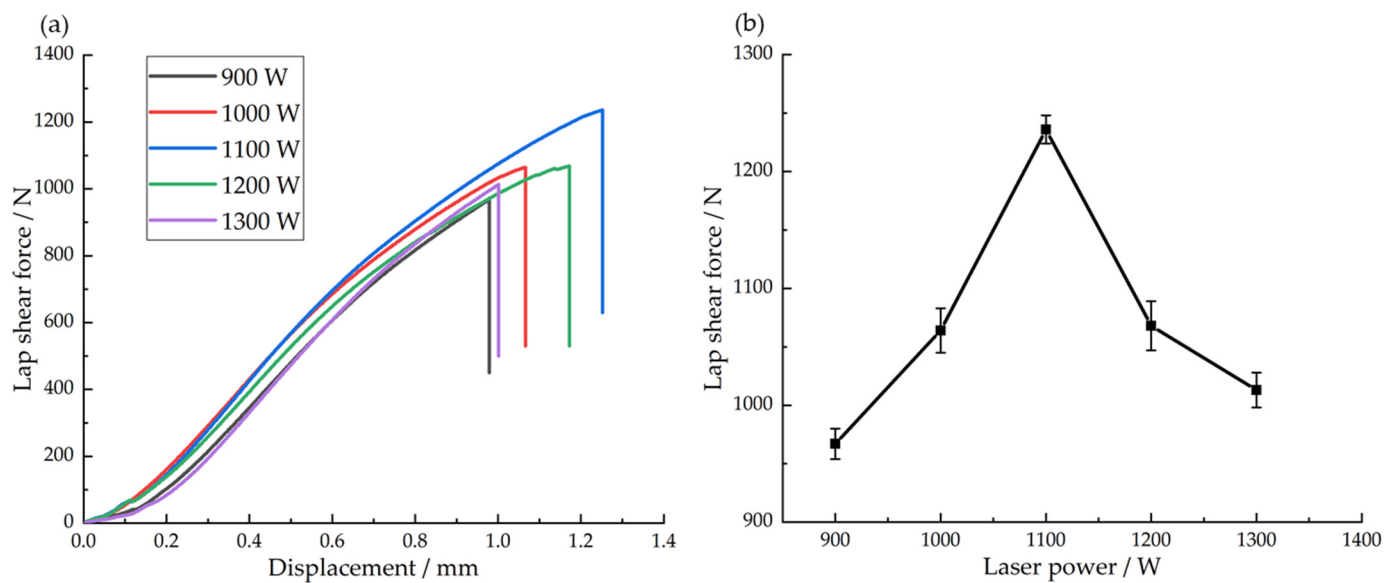 (a)
1400
1200
1000
800
600
400
200
0
Lap shear force / N
900 W
1000 W
1100 W
1200 W
1300 W
0.0 0.2 0.4 0.6 0.8 1.0 1.2 1.4
Displacement / mm
(b)
1300
1200
1100
1000
900
Lap shear force / N
900 1000 1100 1200 1300 1400
Laser power / W